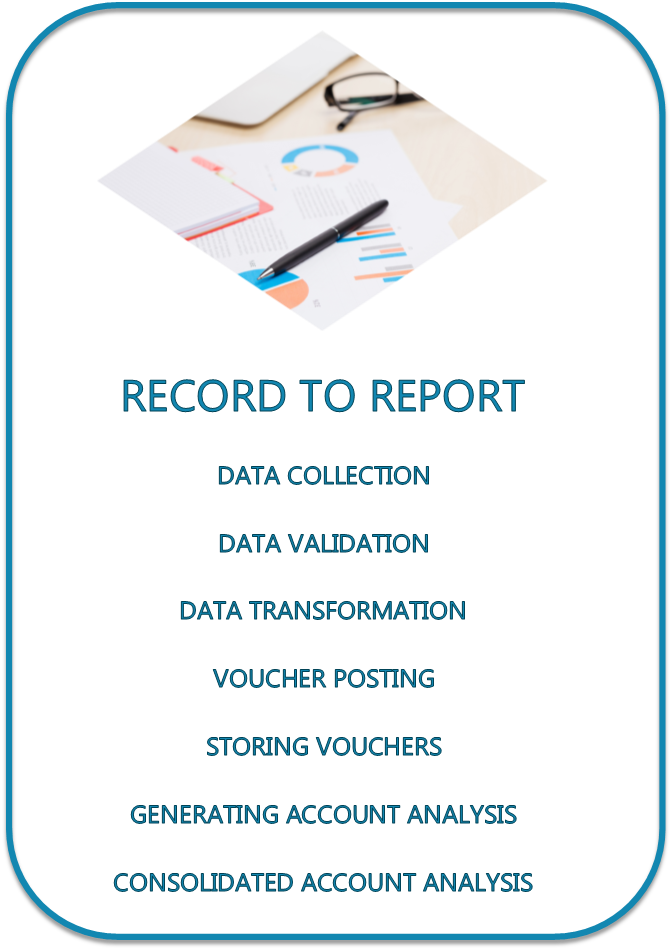 RECORD TO REPORT
DATA COLLECTION
DATA VALIDATION
DATA TRANSFORMATION
VOUCHER POSTING
STORING VOUCHERS
GENERATING ACCOUNT ANALYSIS
CONSOLIDATED ACCOUNT ANALYSIS